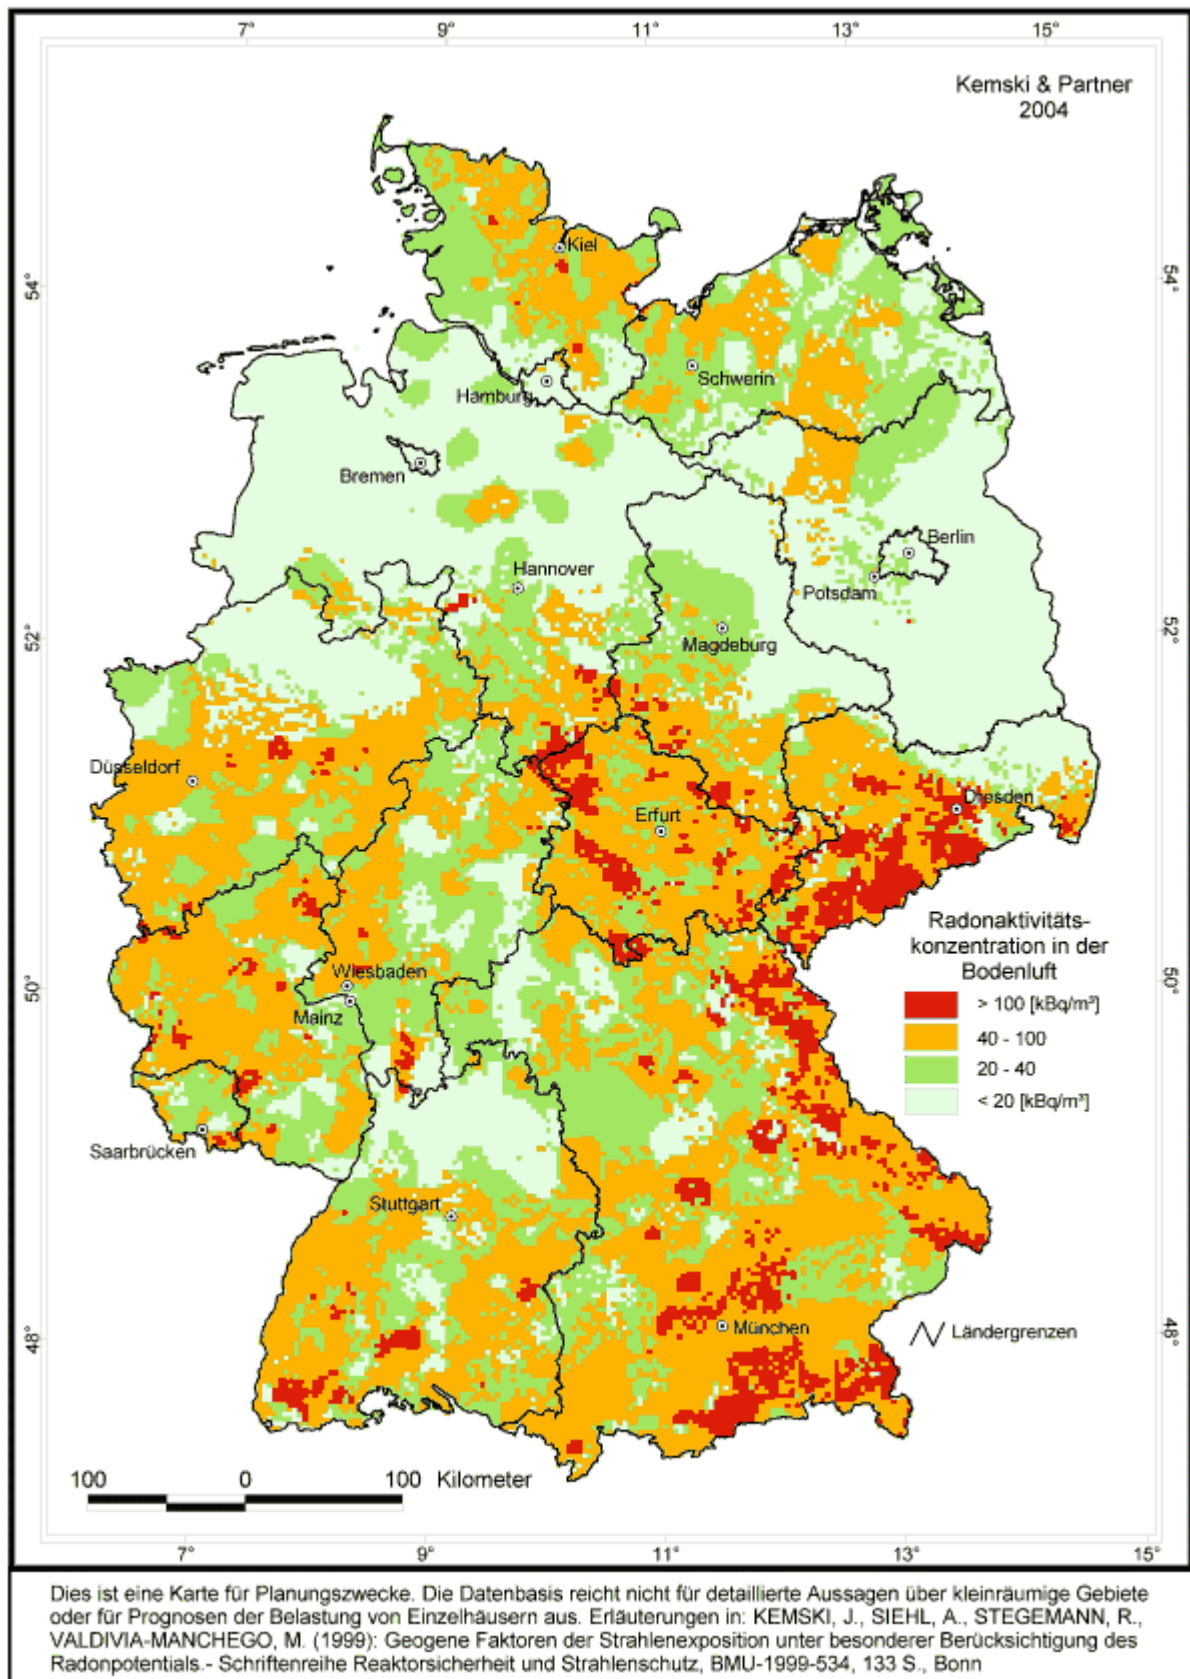 7° 9° 11° 13° 15°
Kemski & Partner
2004
54° 54°
Kiel
Schwerin
Hamburg
Bremen
Berlin
Hannover
Potsdam
52° 52°
Magdeburg
Düsseldorf
Dresden
Erfurt
Radonaktivitäts-
konzentration in der
Bodenluft
> 100 [kBq/m³]
40 - 100
20 - 40
< 20 [kBq/m³]
50° 50°
Wiesbaden
Mainz
Saarbrücken
Stuttgart
48° 48°
München
Ländergrenzen
100 0 100 Kilometer
7° 9° 11° 13° 15°
Dies ist eine Karte für Planungszwecke. Die Datenbasis reicht nicht für detaillierte Aussagen über kleinräumige Gebiete
oder für Prognosen der Belastung von Einzelhäusern aus. Erläuterungen in: KEMSKI, J., SIEHL, A., STEGEMANN, R.,
VALDIVIA-MANCHEGO, M. (1999): Geogene Faktoren der Strahlenexposition unter besonderer Berücksichtigung des
Radonpotentials.- Schriftenreihe Reaktorsicherheit und Strahlenschutz, BMU-1999-534, 133 S., Bonn